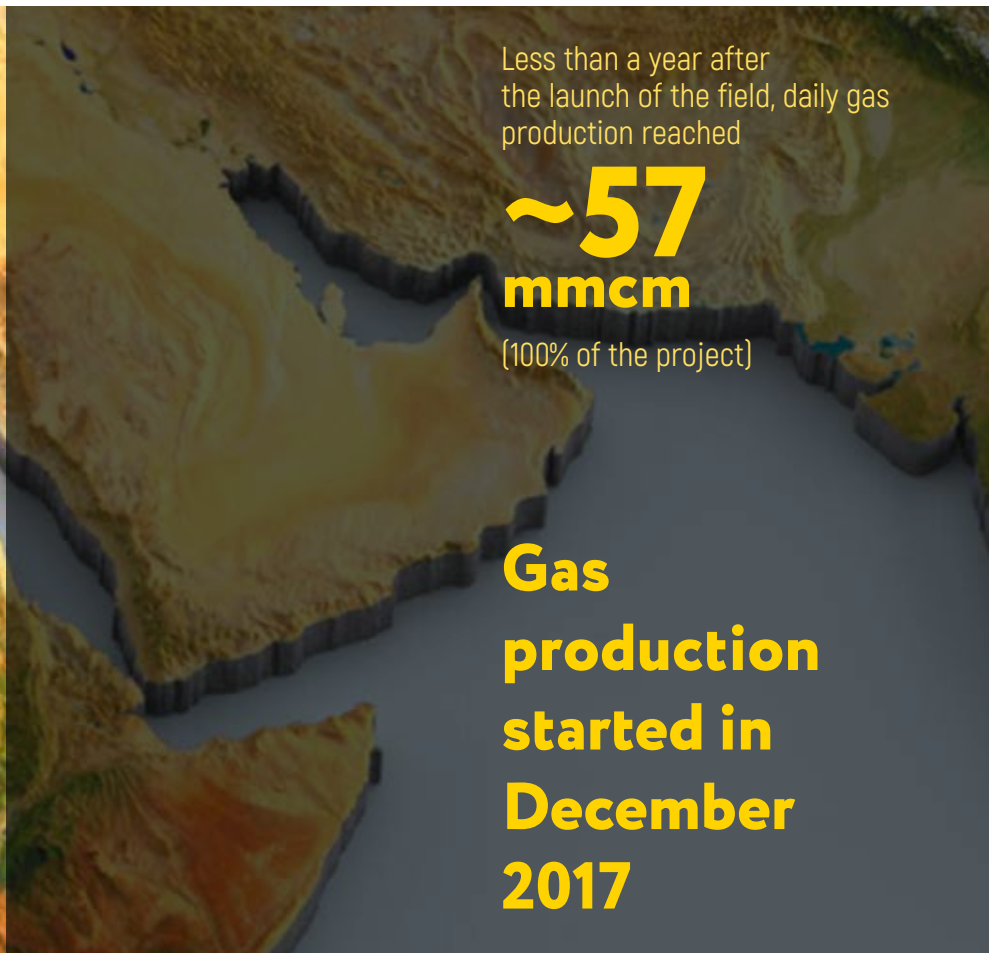 Less than a year after
the launch of the field, daily gas
production reached
~57
mmcm
(100% of the project)
Gas
production
started in
December
2017